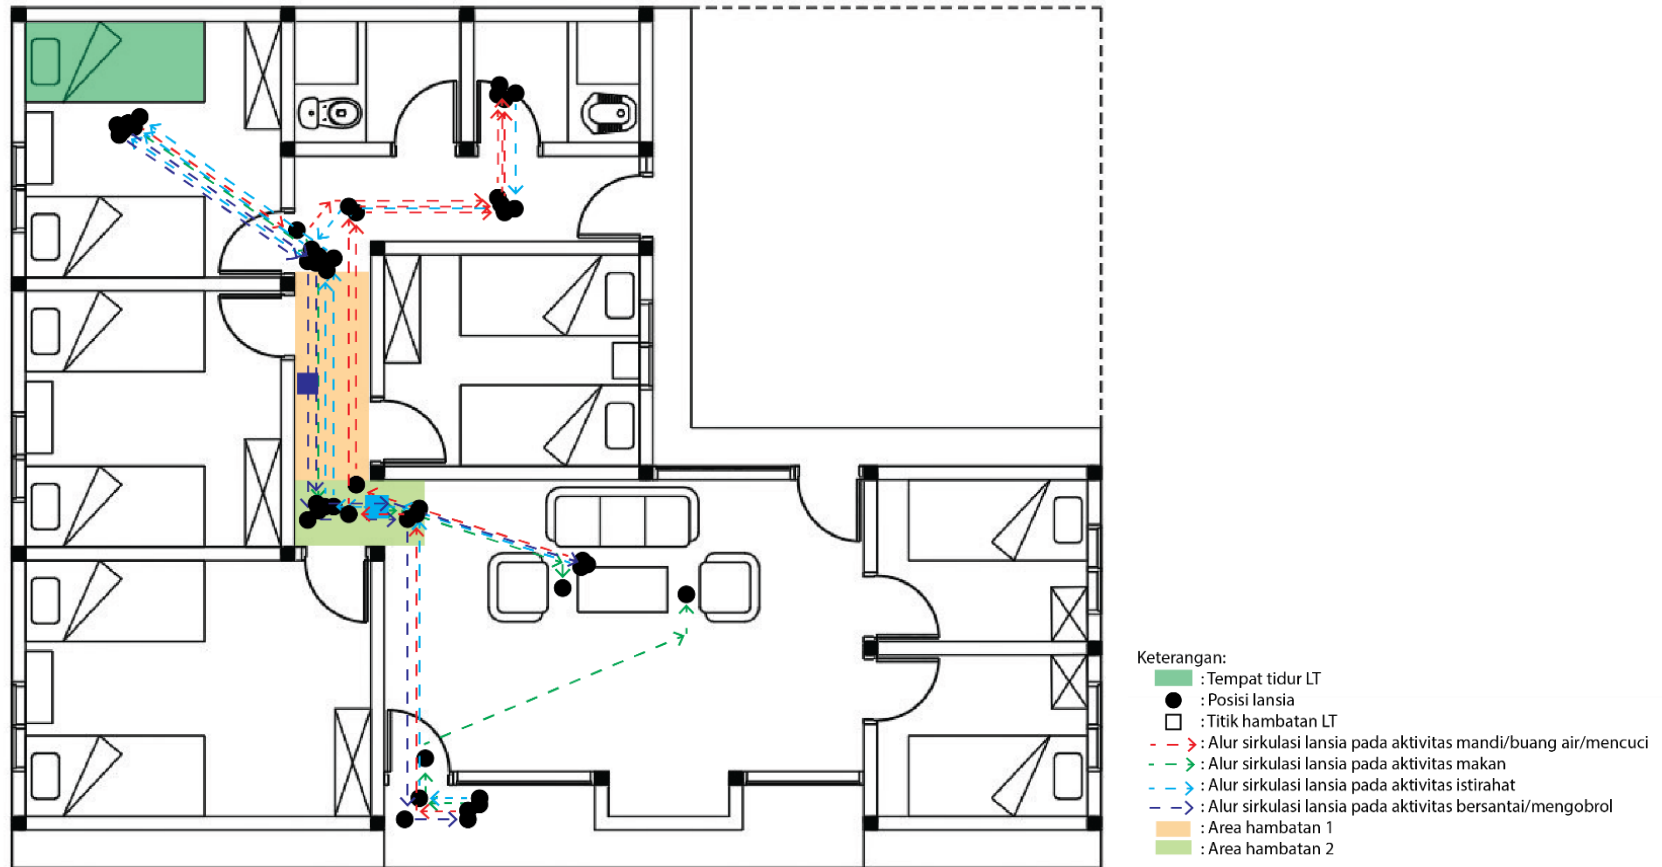 Keterangan:
: Tempat tidur LT
: Posisi lansia
: Titik hambatan LT
: Alur sirkulasi lansia pada aktivitas mandi/buang air/mencuci
: Alur sirkulasi lansia pada aktivitas makan
: Alur sirkulasi lansia pada aktivitas istirahat
: Alur sirkulasi lansia pada aktivitas bersantai/mengobrol
: Area hambatan 1
: Area hambatan 2